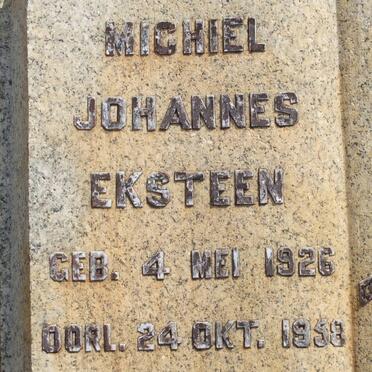 MICHIEL
JOHANNES
EKSTEEN
GEB. 4 MEI 1926
OORL. 24 OKT. 1958